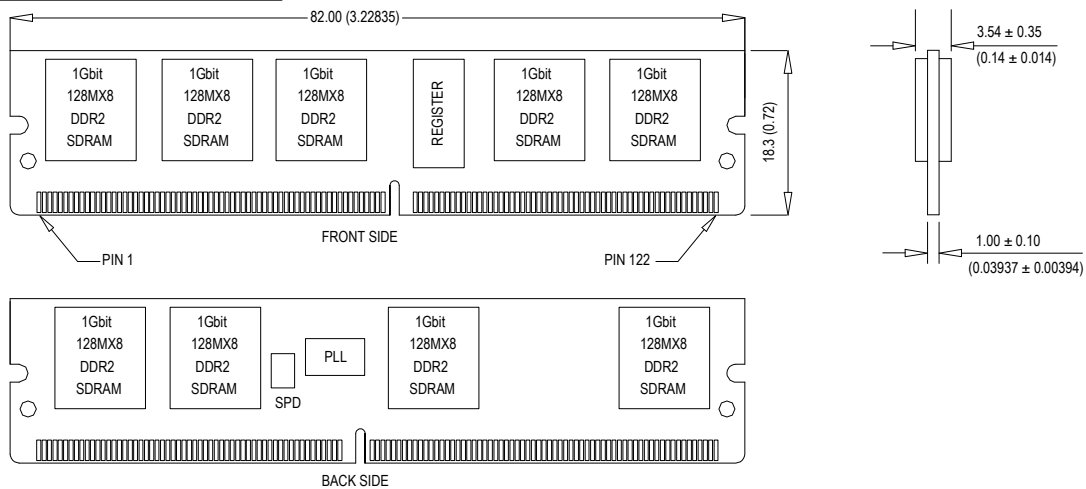 82.00 (3.22835)
3.54 ± 0.35
(0.14 ± 0.014)
1Gbit
128MX8
DDR2
SDRAM
1Gbit
128MX8
DDR2
SDRAM
1Gbit
128MX8
DDR2
SDRAM
REGISTER
1Gbit
128MX8
DDR2
SDRAM
1Gbit
128MX8
DDR2
SDRAM
18.3 (0.72)
FRONT SIDE
PIN 1
PIN 122
1.00 ± 0.10
(0.03937 ± 0.00394)
1Gbit
128MX8
DDR2
SDRAM
1Gbit
128MX8
DDR2
SDRAM
SPD
PLL
1Gbit
128MX8
DDR2
SDRAM
1Gbit
128MX8
DDR2
SDRAM
BACK SIDE